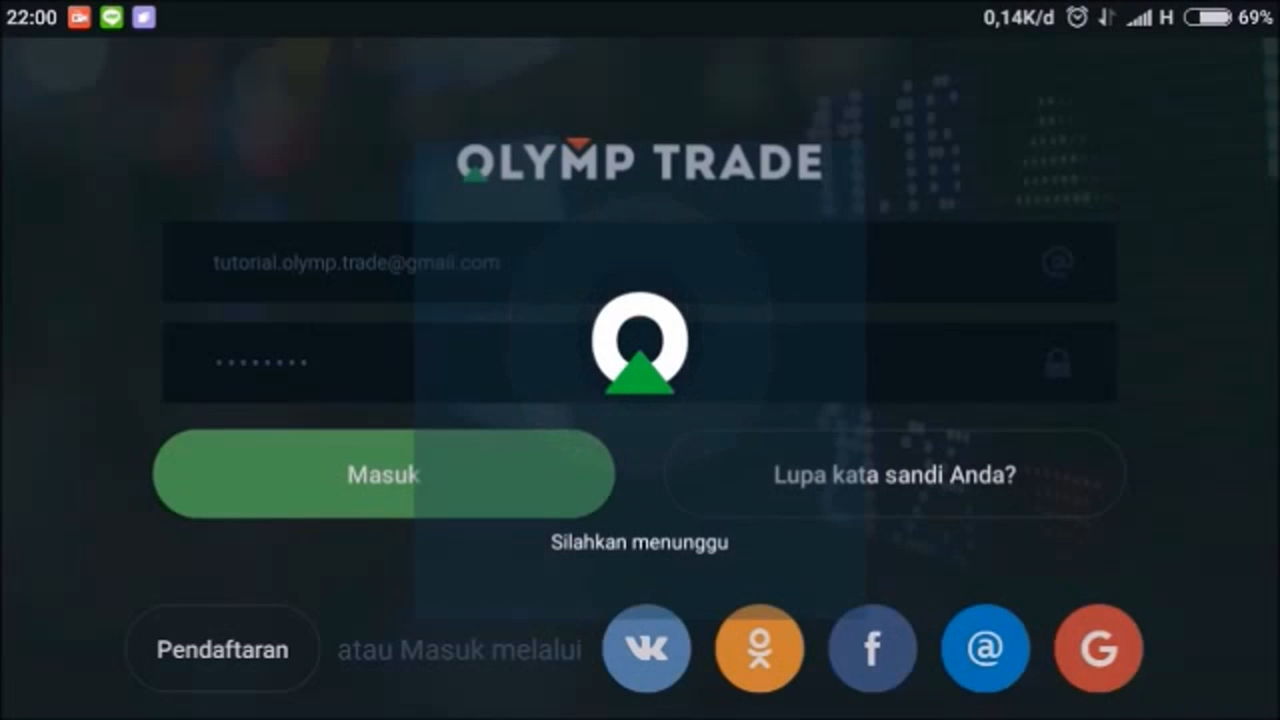 22:00 0,14K/d H 69%
OLYMP TRADE
tutorial.olymp.trade@gmail.com
Masuk Lupa kata sandi Anda?
Silahkan menunggu
Pendaftaran atau Masuk melalui